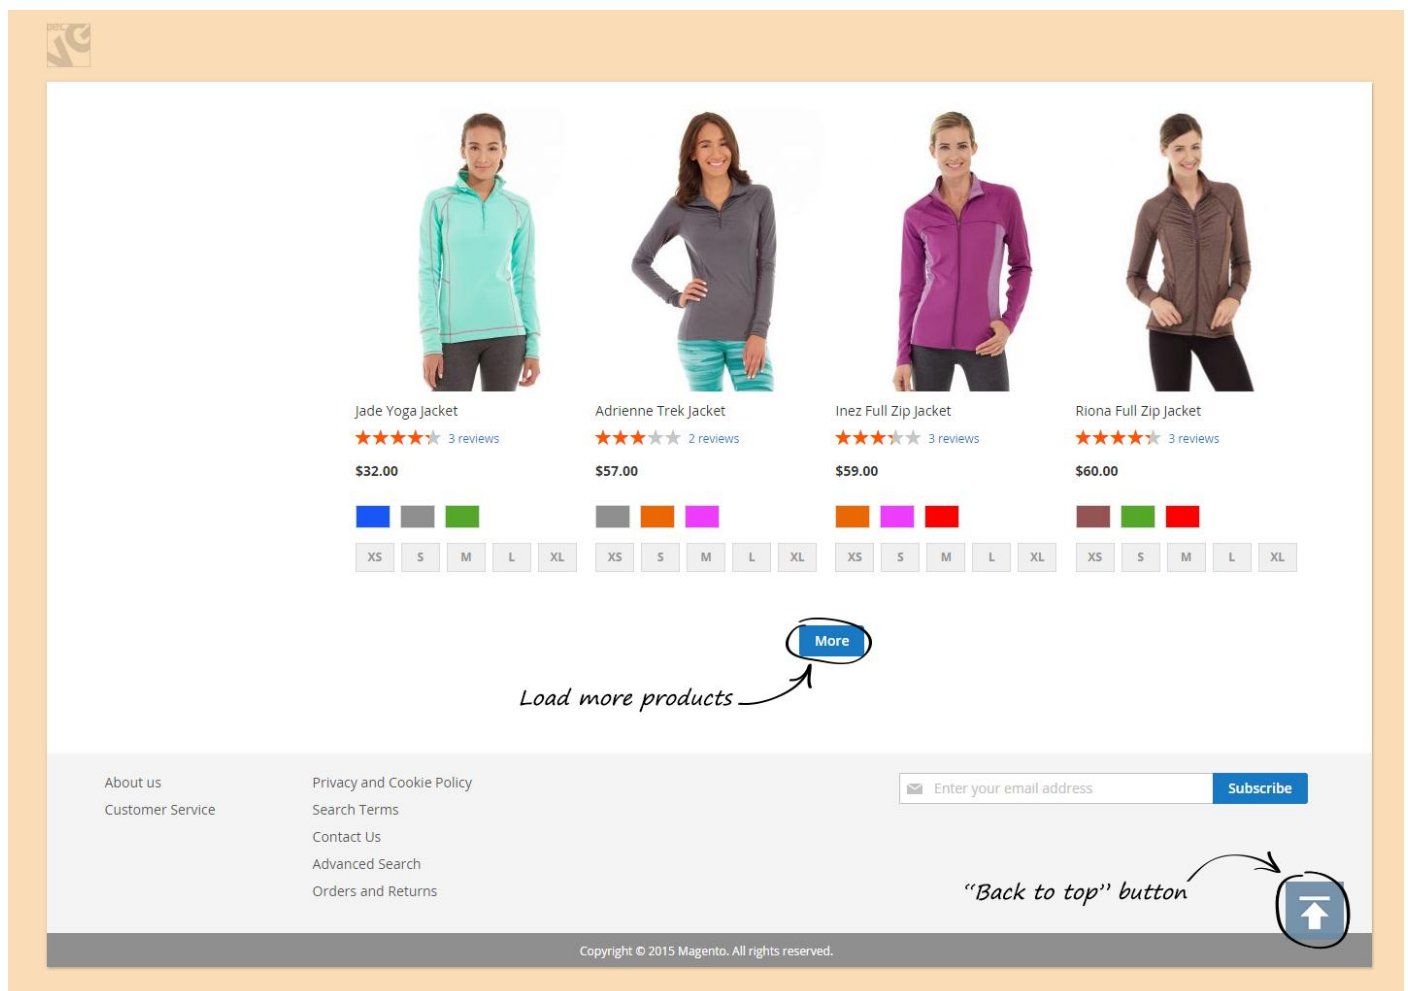 VG
Jade Yoga Jacket
3 reviews
$32.00
XS S M L XL
Adrienne Trek Jacket
2 reviews
$57.00
XS S M L XL
Inez Full Zip Jacket
3 reviews
$59.00
XS S M L XL
Riona Full Zip Jacket
3 reviews
$60.00
XS S M L XL
More
Load more products
About us
Customer Service
Privacy and Cookie Policy
Search Terms
Contact Us
Advanced Search
Orders and Returns
Enter your email address
Subscribe
“Back to top” button
Copyright © 2015 Magento. All rights reserved.